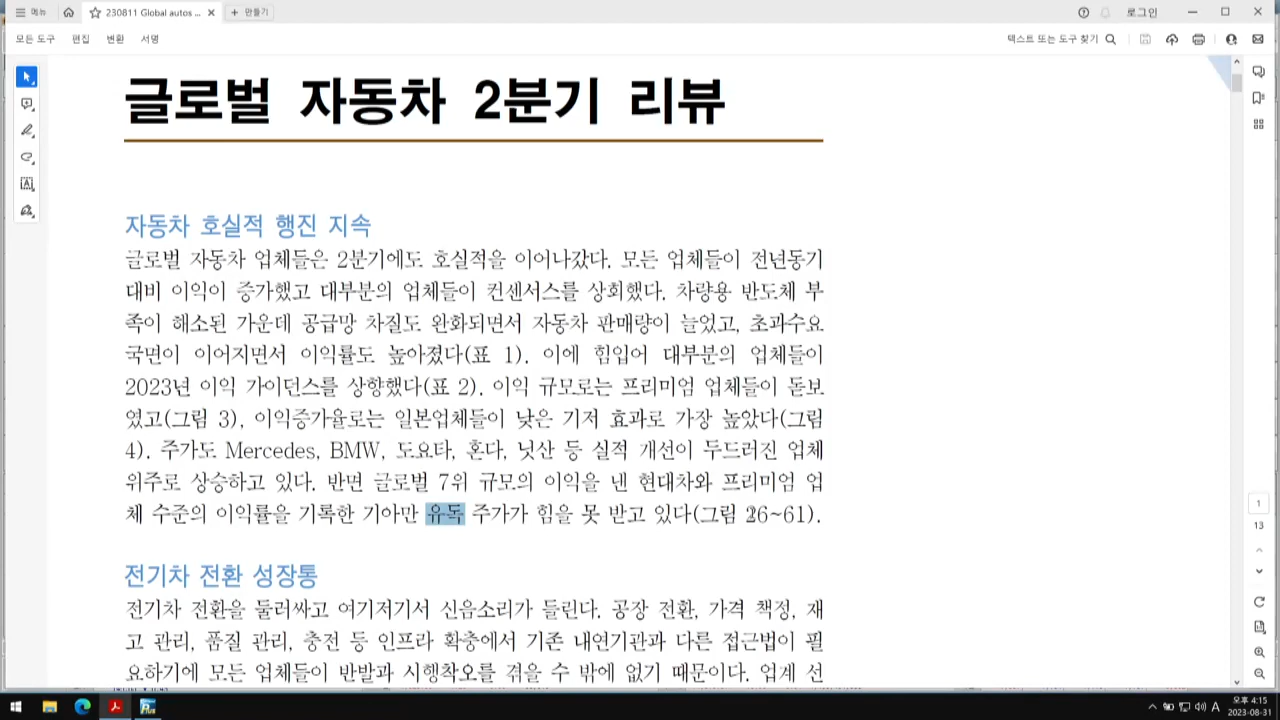 메뉴
230811 Global autos ...
만들기
로그인
모든 도구 편집 변환 서명
텍스트 또는 도구 찾기
글로벌 자동차 2분기 리뷰
자동차 호실적 행진 지속
글로벌 자동차 업체들은 2분기에도 호실적을 이어나갔다. 모든 업체들이 전년동기
대비 이익이 증가했고 대부분의 업체들이 컨센서스를 상회했다. 차량용 반도체 부
족이 해소된 가운데 공급망 차질도 완화되면서 자동차 판매량이 늘었고, 초과수요
국면이 이어지면서 이익률도 높아졌다(표 1). 이에 힘입어 대부분의 업체들이
2023년 이익 가이던스를 상향했다(표 2). 이익 규모로는 프리미엄 업체들이 돋보
였고(그림 3), 이익증가율로는 일본업체들이 낮은 기저 효과로 가장 높았다(그림
4). 주가도 Mercedes, BMW, 도요타, 혼다, 닛산 등 실적 개선이 두드러진 업체
위주로 상승하고 있다. 반면 글로벌 7위 규모의 이익을 낸 현대차와 프리미엄 업
체 수준의 이익률을 기록한 기아만 유독 주가가 힘을 못 받고 있다(그림 26~61).
전기차 전환 성장통
전기차 전환을 둘러싸고 여기저기서 신음소리가 들린다. 공장 전환, 가격 책정, 재
고 관리, 품질 관리, 충전 등 인프라 확충에서 기존 내연기관과 다른 접근법이 필
요하기에 모든 업체들이 반발과 시행착오를 겪을 수 밖에 없기 때문이다. 업계 선
1
13
A
오후 4:15
2023-08-31